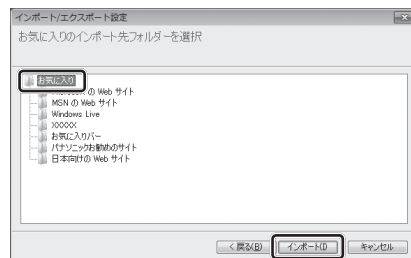 インポート/エクスポート設定
お気に入りのインポート先フォルダーを選択
お気に入り
の Web サイト
MSN の Web サイト
Windows Live
XXXXX
お気に入りバー
パナソニックお勧めのサイト
日本向けの Web サイト
< 戻る(B)
インポート(I)
キャンセル